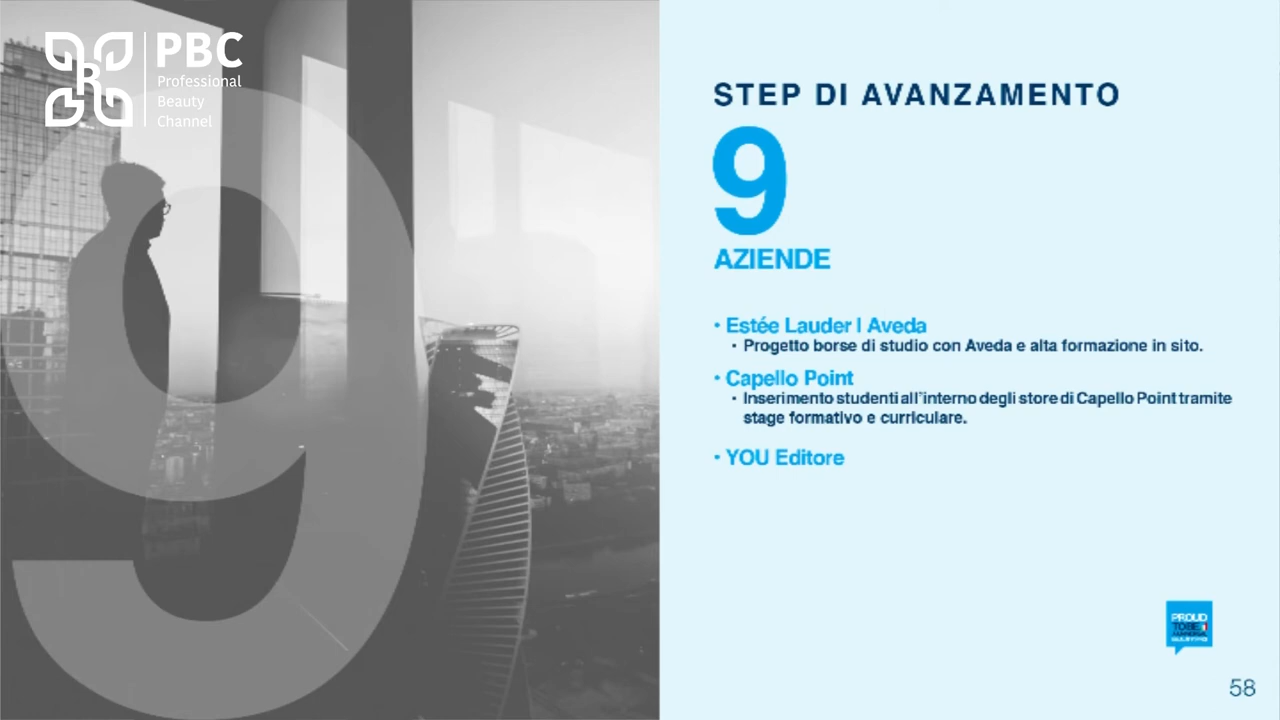 PBC
Professional
Beauty
Channel
STEP DI AVANZAMENTO
9
AZIENDE
• Estée Lauder | Aveda
• Progetto borse di studio con Aveda e alta formazione in sito.
• Capello Point
• Inserimento studenti all'interno degli store di Capello Point tramite
stage formativo e curriculare.
• YOU Editore
PROUD
TO BE
58